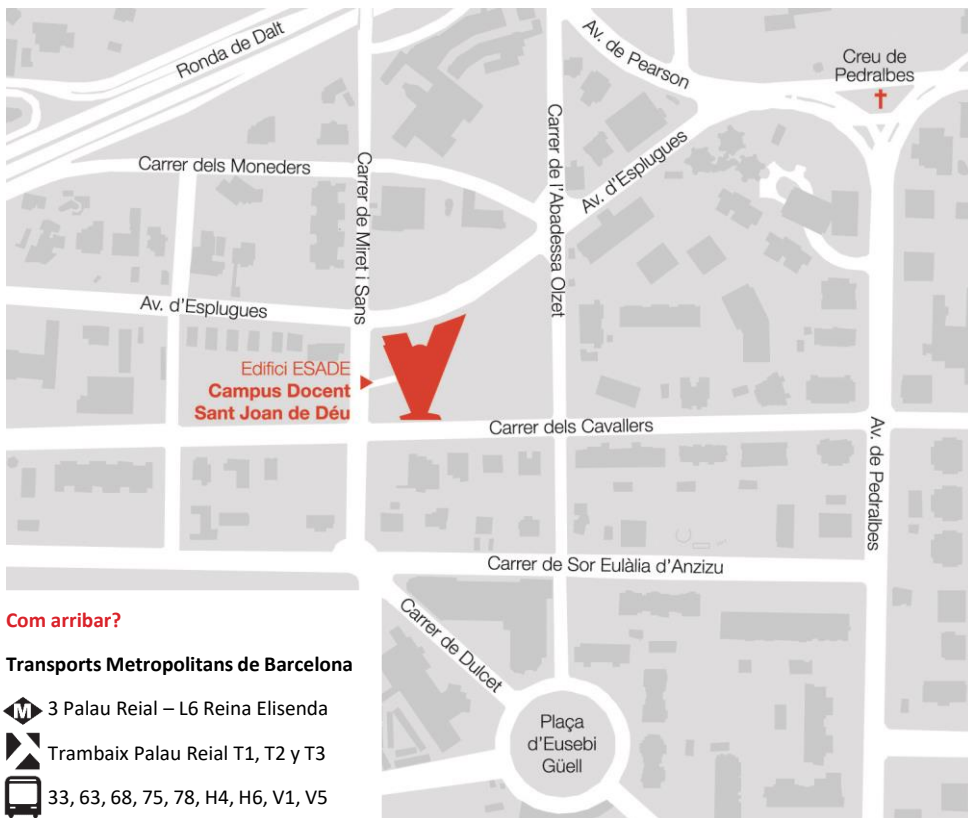 Ronda de Dalt
Av. de Pearson
Creu de
Pedralbes
Carrer dels Moneders
Carrer de Miret i Sans
Carrer de l'Abadessa Olzet
Av. d'Esplugues
Av. d'Esplugues
Edifici ESADE
Campus Docent
Sant Joan de Déu
Carrer dels Cavallers
Av. de Pedralbes
Carrer de Sor Eulàlia d'Anzizu
Carrer de Dulcet
Plaça
d'Eusebi
Güell
Com arribar?
Transports Metropolitans de Barcelona
M 3 Palau Reial – L6 Reina Elisenda
Trambaix Palau Reial T1, T2 y T3
33, 63, 68, 75, 78, H4, H6, V1, V5